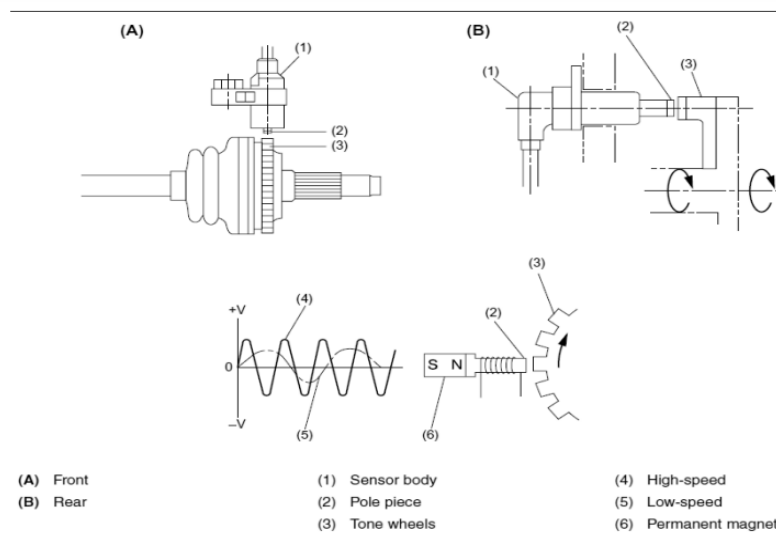 (A)
(1)
(2)
(3)
(B)
(2)
(3)
(1)
+V
0
–V
(4)
(5)
(3)
(2)
S N
(6)
(A) Front
(B) Rear
(1) Sensor body
(2) Pole piece
(3) Tone wheels
(4) High-speed
(5) Low-speed
(6) Permanent magnet